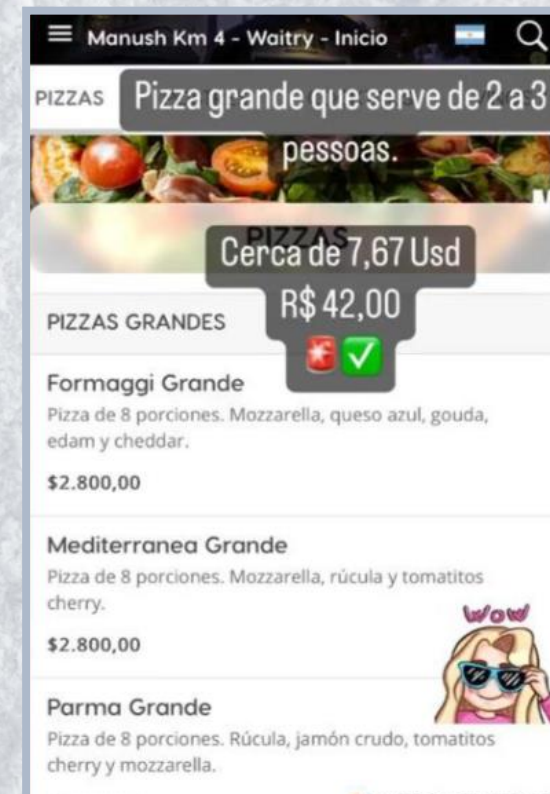 Manush Km 4 - Waitry - Inicio
PIZZAS
Pizza grande que serve de 2 a 3
pessoas.
PIZZAS
Cerca de 7,67 Usd
R$ 42,00
PIZZAS GRANDES
Formaggi Grande
Pizza de 8 porciones. Mozzarella, queso azul, gouda,
edam y cheddar.
$2.800,00
Mediterranea Grande
Pizza de 8 porciones. Mozzarella, rúcula y tomatitos
cherry.
$2.800,00
Wow
Parma Grande
Pizza de 8 porciones. Rúcula, jamón crudo, tomatitos
cherry y mozzarella.